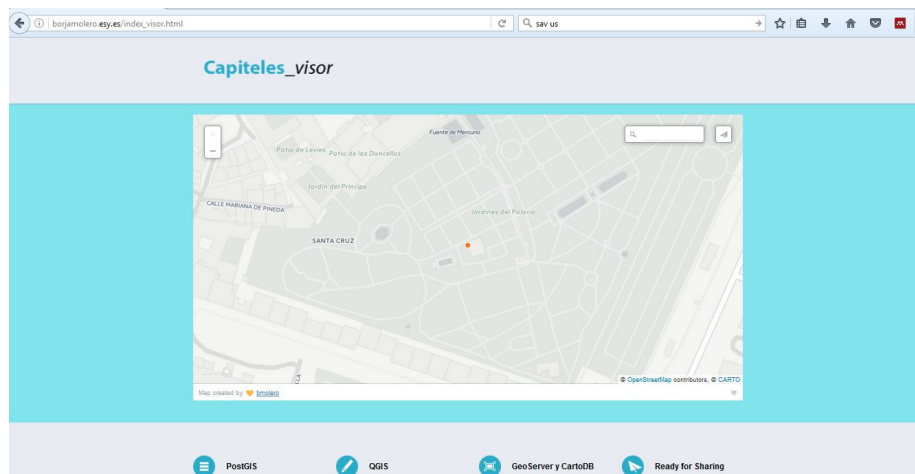 borjamolero.esy.es/index_visor.html
sav us
Capiteles_visor
Fuente de Mercurio
Patio de Levíes
Patio de las Doncellas
Jardín del Príncipe
CALLE MARIANA DE PINEDA
Jardines del Palacio
SANTA CRUZ
© OpenStreetMap contributors, © CARTO
Map created by bmolero
PostGIS
QGIS
GeoServer y CartoDB
Ready for Sharing